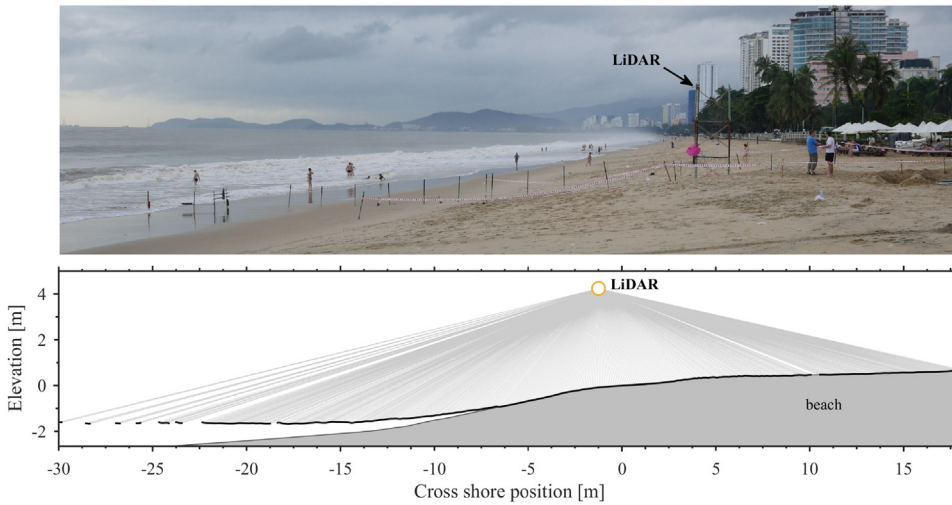 LiDAR
LiDAR
4
2
0
-2
Elevation [m]
beach
-30 -25 -20 -15 -10 -5 0 5 10 15
Cross shore position [m]